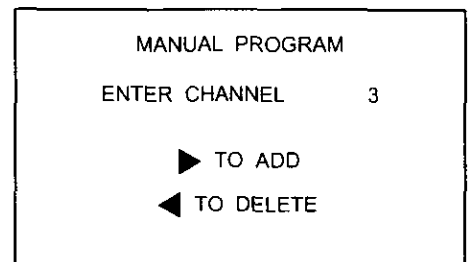 MANUAL PROGRAM
ENTER CHANNEL 3
▶ TO ADD
◀ TO DELETE